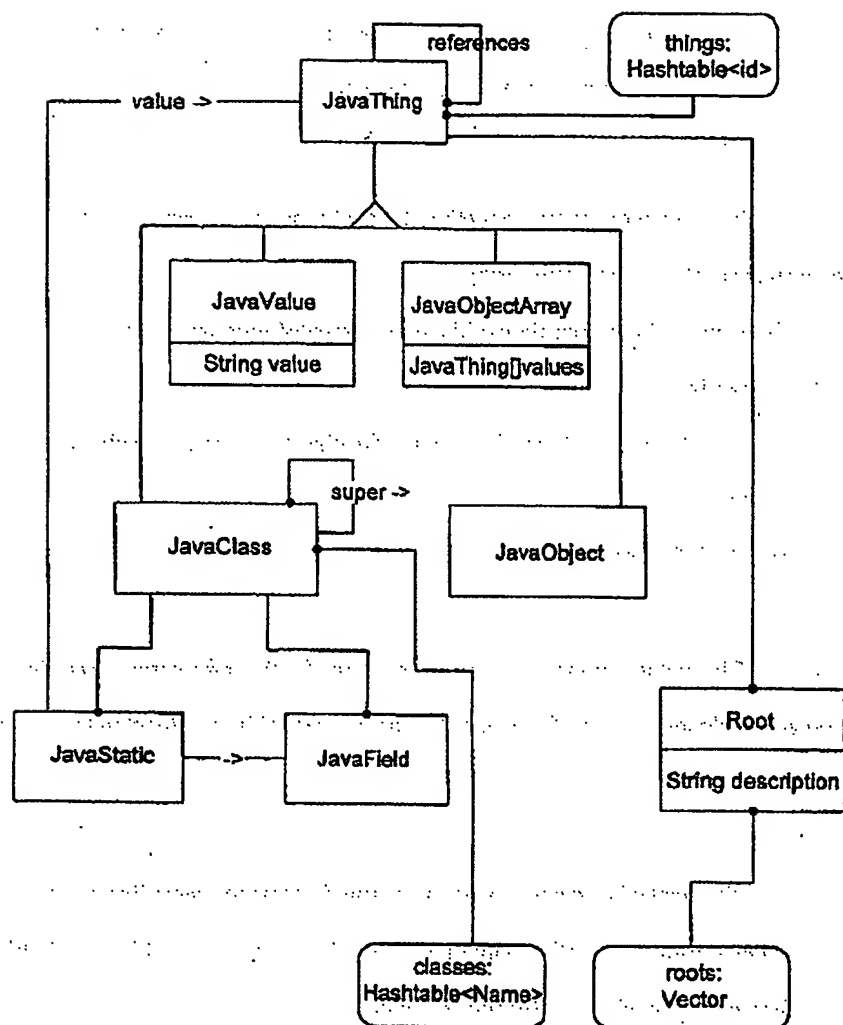 references
things:
Hashtable<id>
JavaThing
value ->
JavaValue
String value
JavaObjectArray
JavaThing[]values
super ->
JavaClass
JavaObject
JavaStatic
->
JavaField
Root
String description
classes:
Hashtable<Name>
roots:
Vector